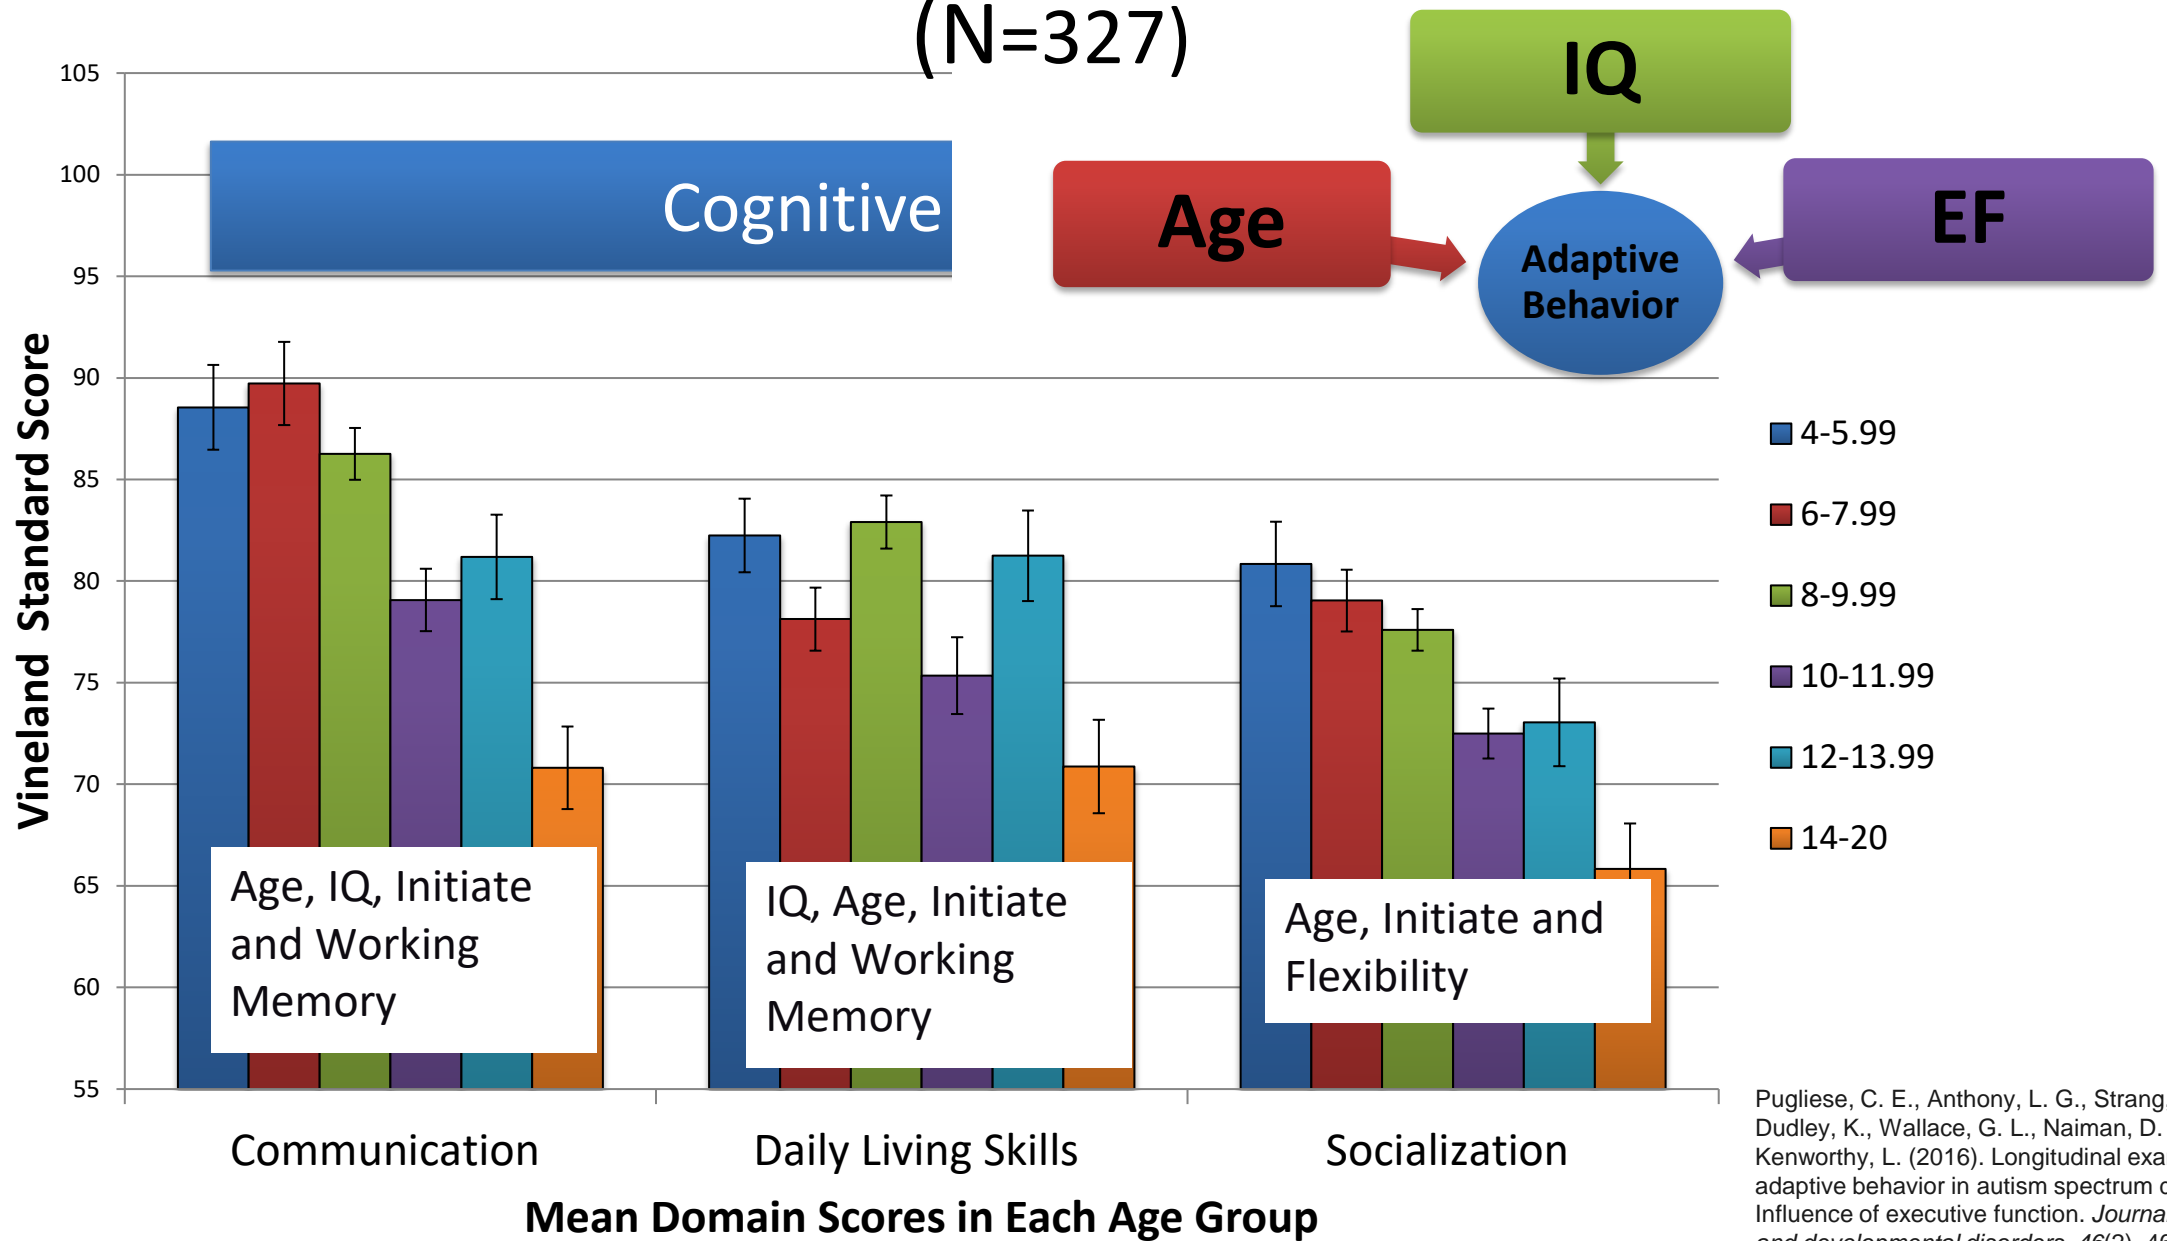 (N=327)
IQ
Age
EF
Adaptive
Behavior
Cognitive
105
100
95
90
85
80
75
70
65
60
55
Vineland Standard Score
4-5.99
6-7.99
8-9.99
10-11.99
12-13.99
14-20
Age, IQ, Initiate
and Working
Memory
IQ, Age, Initiate
and Working
Memory
Age, Initiate and
Flexibility
Communication
Daily Living Skills
Socialization
Mean Domain Scores in Each Age Group
Pugliese, C. E., Anthony, L. G., Strang,
Dudley, K., Wallace, G. L., Naiman, D.
Kenworthy, L. (2016). Longitudinal
adaptive behavior in autism spectrum
Influence of executive function.
and developmental disorders,